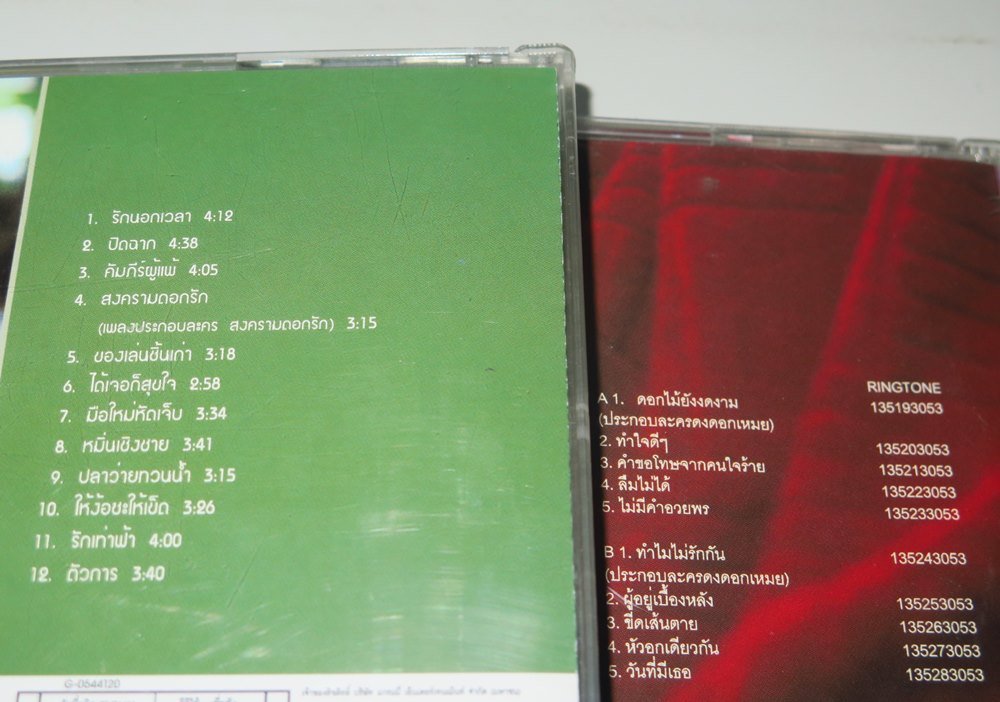 1. รักนอกเวลา 4:12
2. ปิดฉาก 4:38
3. คัมภีร์ผู้แพ้ 4:05
4. สงครามดอกรัก
(เพลงประกอบละคร สงครามดอกรัก) 3:15
5. ของเล่นชิ้นเก่า 3:18
6. ได้เจอก็สุขใจ 2:58
7. มือใหม่หัดเจ็บ 3:34
8. หมิ่นเชิงชาย 3:41
9. ปลาว่ายทวนน้ำ 3:15
10. ให้ง้อขะให้เข็ด 3:26
11. รักเท่าฟ้า 4:00
12. ตัวการ 3:40
G-0544120
RINGTONE
A 1. ดอกไม้ยังงดงาม 135193053
(ประกอบละครดงดอกเหมย)
2. ทำใจดีๆ 135203053
3. คำขอโทษจากคนใจร้าย 135213053
4. ลืมไม่ได้ 135223053
5. ไม่มีคำอวยพร 135233053
B 1. ทำไมไม่รักกัน 135243053
(ประกอบละครดงดอกเหมย)
2. ผู้อยู่เบื้องหลัง 135253053
3. ขีดเส้นตาย 135263053
4. หัวอกเดียวกัน 135273053
5. วันที่มีเธอ 135283053